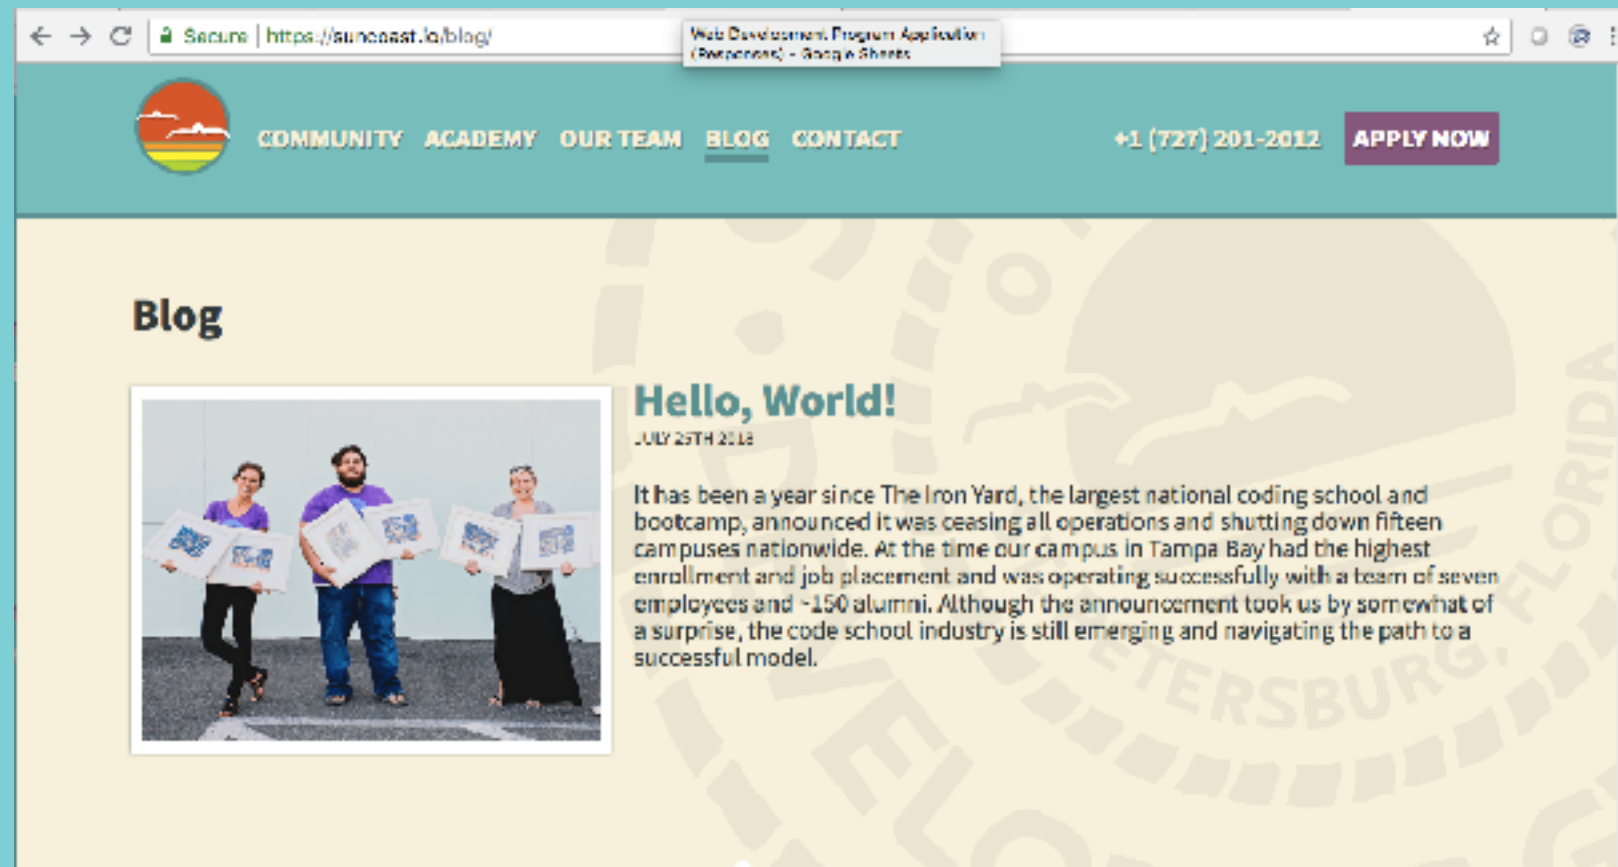 Secure | https://suncoast.io/blog/
Web Development Program Application
(Responses) - Google Sheets
COMMUNITY ACADEMY OUR TEAM BLOG CONTACT
+1 (727) 201-2012 APPLY NOW
Blog
Hello, World!
JULY 25TH 2018
It has been a year since The Iron Yard, the largest national coding school and
bootcamp, announced it was ceasing all operations and shutting down fifteen
campuses nationwide. At the time our campus in Tampa Bay had the highest
enrollment and job placement and was operating successfully with a team of seven
employees and ~150 alumni. Although the announcement took us by somewhat of
a surprise, the code school industry is still emerging and navigating the path to a
successful model.
ETERSBURG, FLORIDA